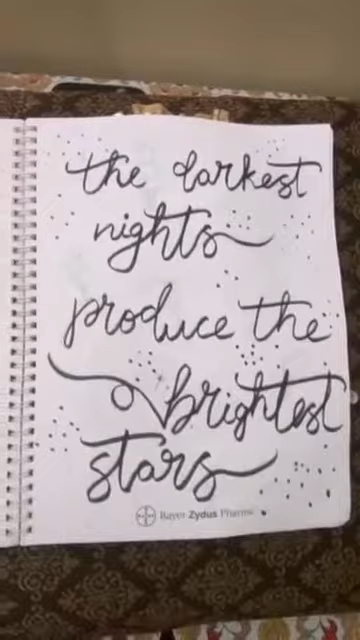 the darkest
nights
produce the
brightest
stars
Bayer Zydus Pharma